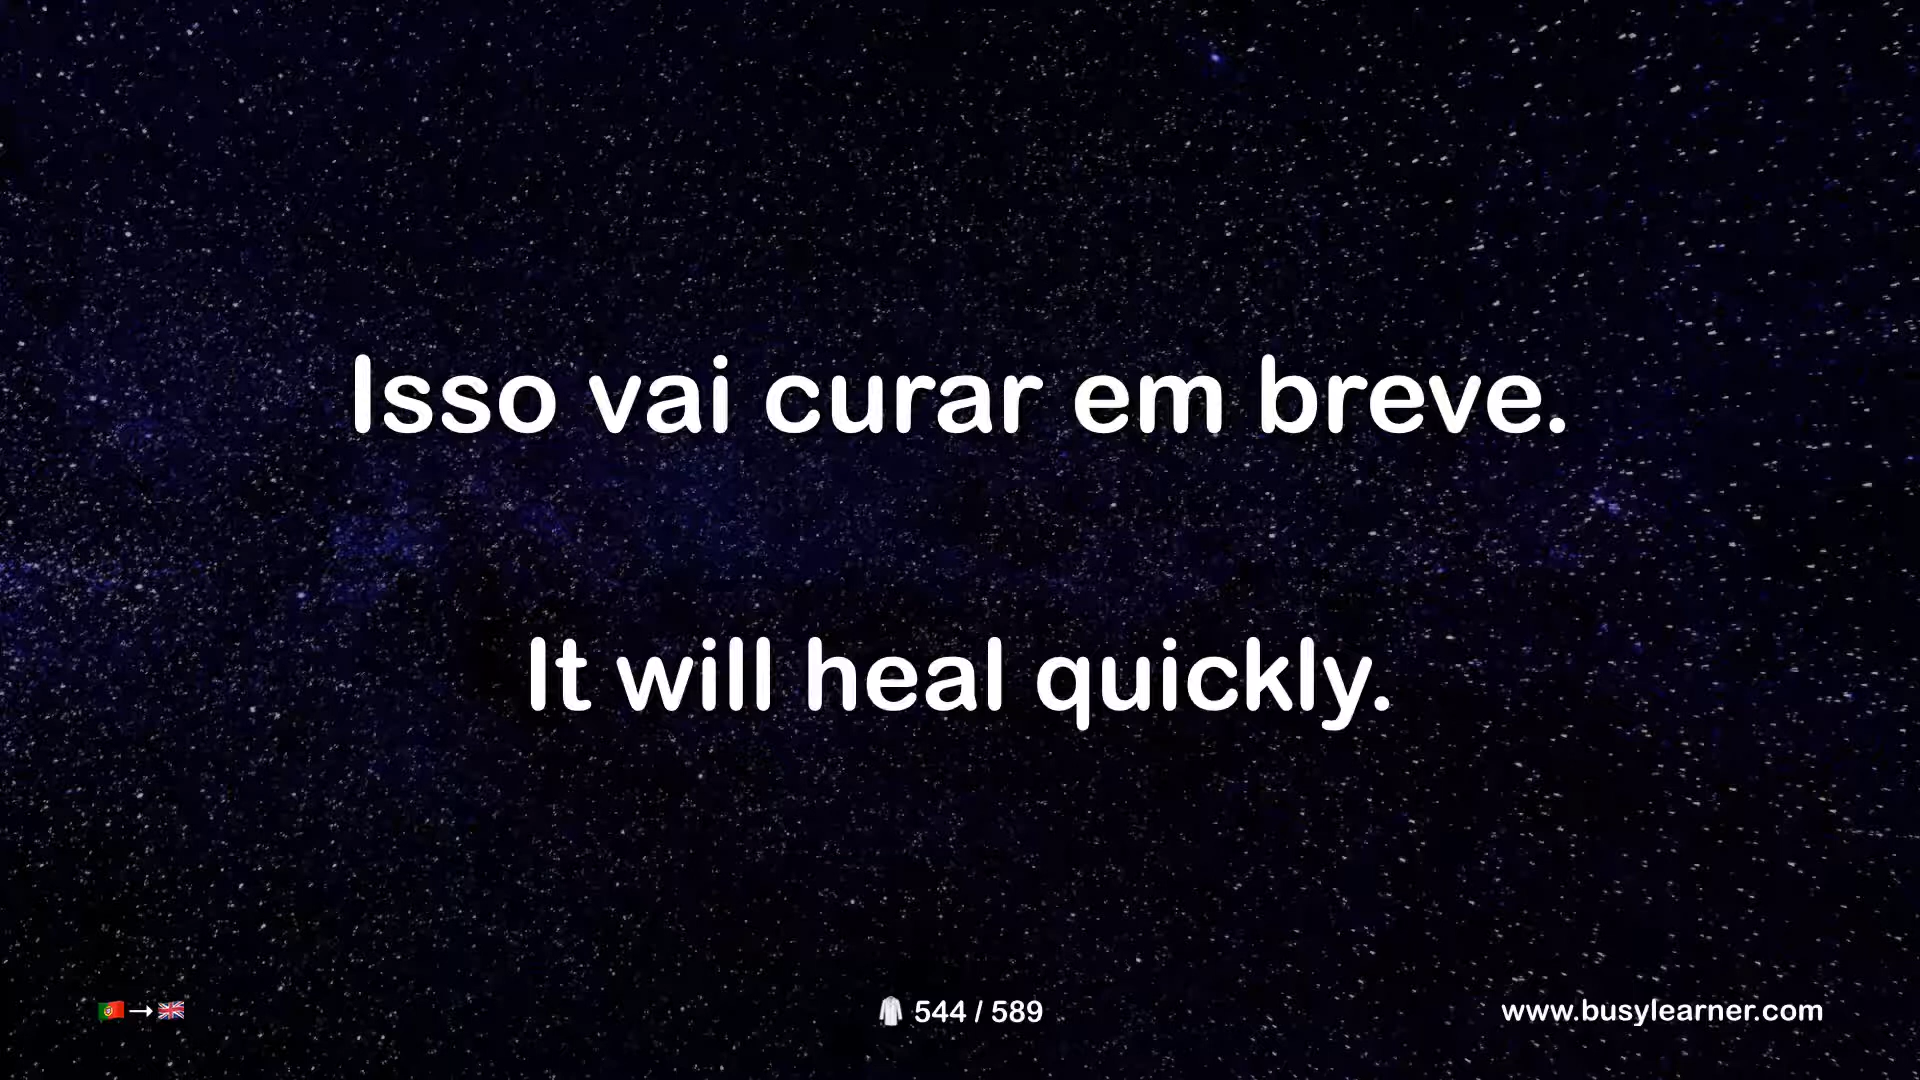 Isso vai curar em breve.
It will heal quickly.
544 / 589
www.busylearner.com